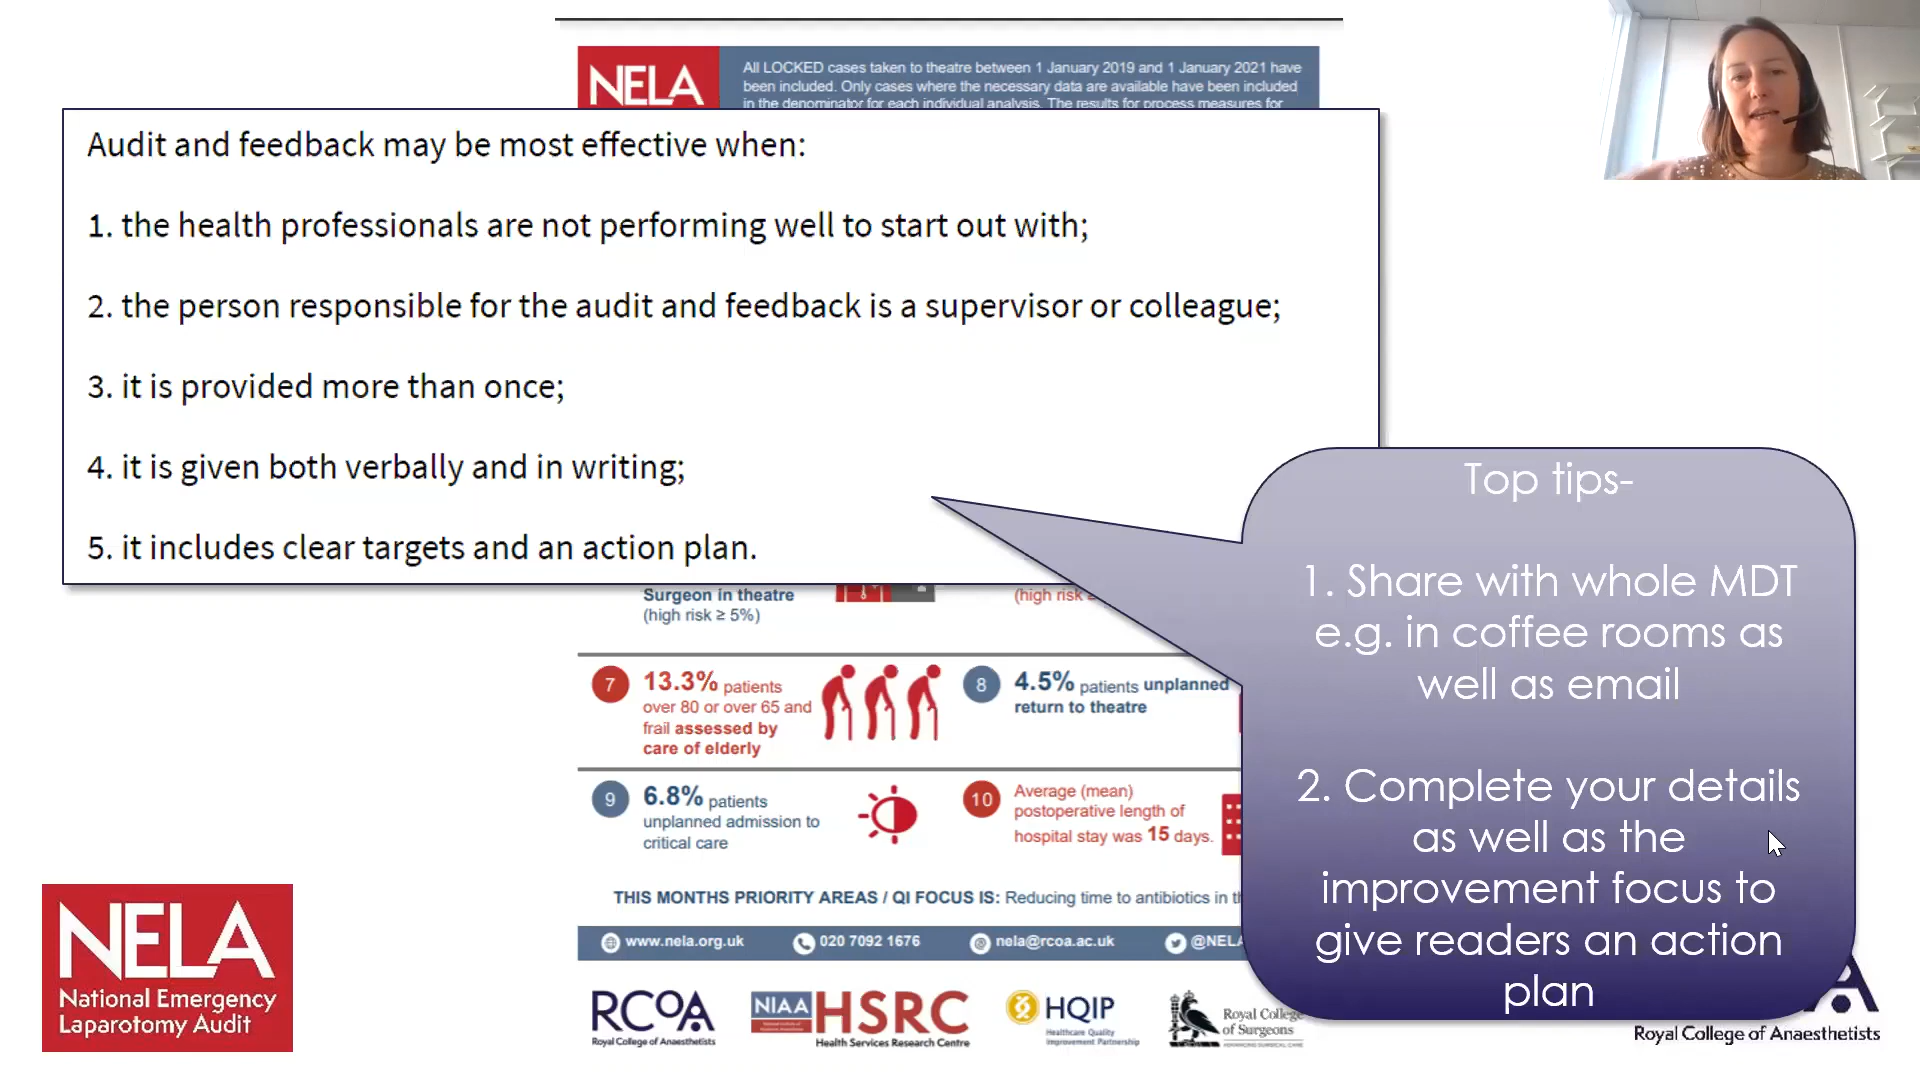 NELA
All LOCKED cases taken to theatre between 1 January 2019 and 1 January 2021 have
been included. Only cases where the necessary data are available have been included
in the denominator for each individual analysis. The results for process measures for
Audit and feedback may be most effective when:
1. the health professionals are not performing well to start out with;
2. the person responsible for the audit and feedback is a supervisor or colleague;
3. it is provided more than once;
4. it is given both verbally and in writing;
5. it includes clear targets and an action plan.
Top tips-
1. Share with whole MDT
e.g. in coffee rooms as
well as email
2. Complete your details
as well as the
improvement focus to
give readers an action
plan
Surgeon in theatre
(high risk ≥ 5%)
(high risk
7
13.3% patients
over 80 or over 65 and
frail assessed by
care of elderly
8
4.5% patients unplanned
return to theatre
9
6.8% patients
unplanned admission to
critical care
10
Average (mean)
postoperative length of
hospital stay was 15 days.
THIS MONTHS PRIORITY AREAS / QI FOCUS IS: Reducing time to antibiotics in
www.nela.org.uk
020 7092 1676
nela@rcoa.ac.uk
@NELA
NELA
National Emergency
Laparotomy Audit
RCOA
Royal College of Anaesthetists
NIAA
HSRC
Health Services Research Centre
HQIP
Healthcare Quality
Improvement Partnership
Royal College
of Surgeons
A
Royal College of Anaesthetists